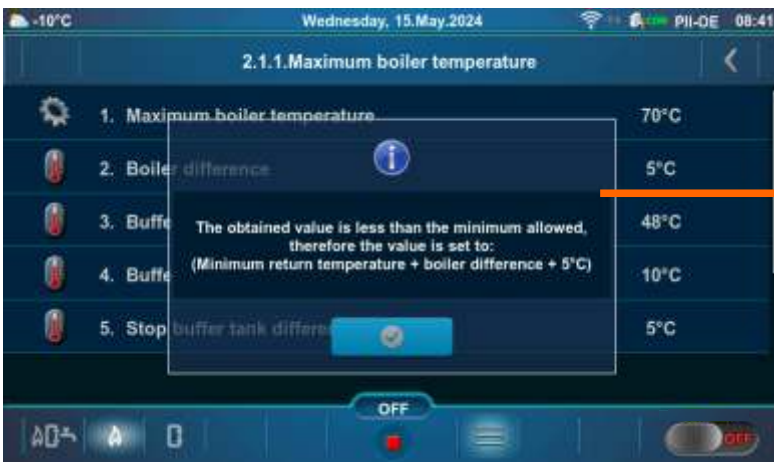 -10°C Wednesday, 15.May.2024 PII-OE 08:41
2.1.1.Maximum boiler temperature
1. Maximum boiler temperature 70°C
2. Boiler difference 5°C
The obtained value is less than the minimum allowed,
3. Buffe 48°C
therefore the value is set to:
(Minimum return temperature + boiler difference + 5°C)
4. Buffe 10°C
5. Stop buffer tank differe 5°C
OFF
OFF